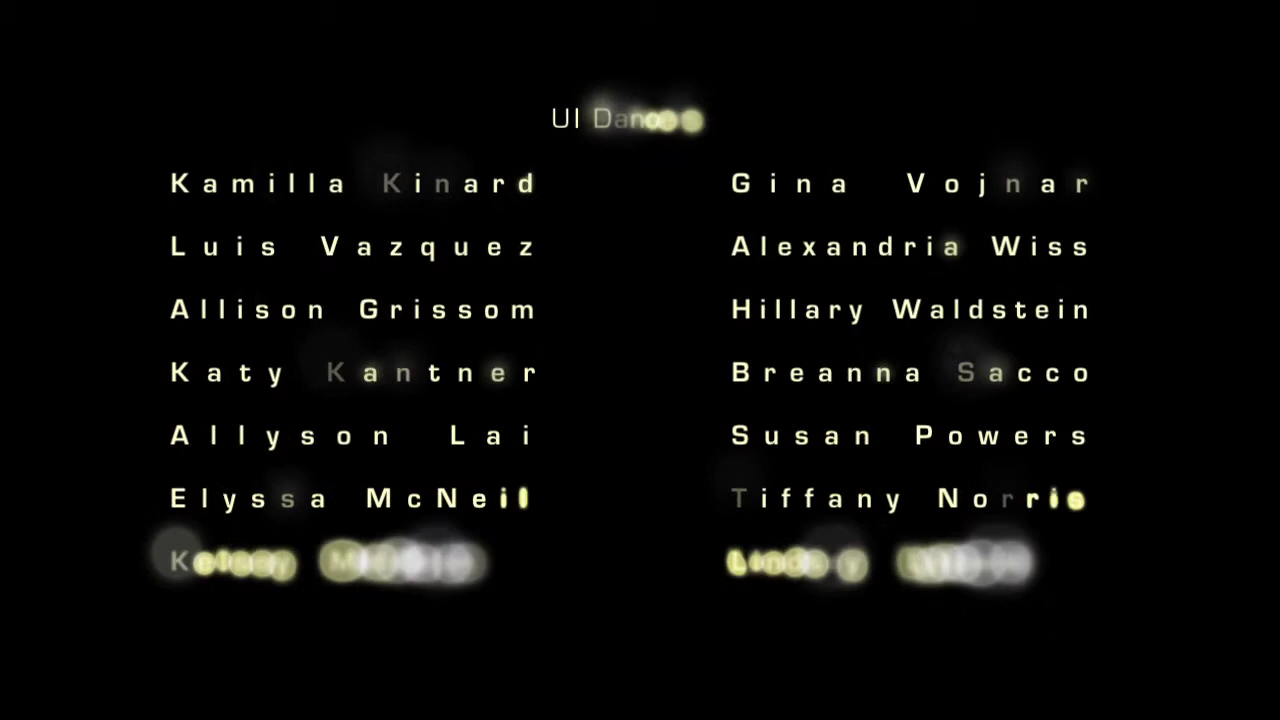 UI
Kamilla Kinard
Gina Vojnar
Luis Vazquez
Alexandria Wiss
Allison Grissom
Hillary Waldstein
Katy Kantner
Breanna Sacco
Allyson Lai
Susan Powers
Elyssa McNeil
Tiffany Norris